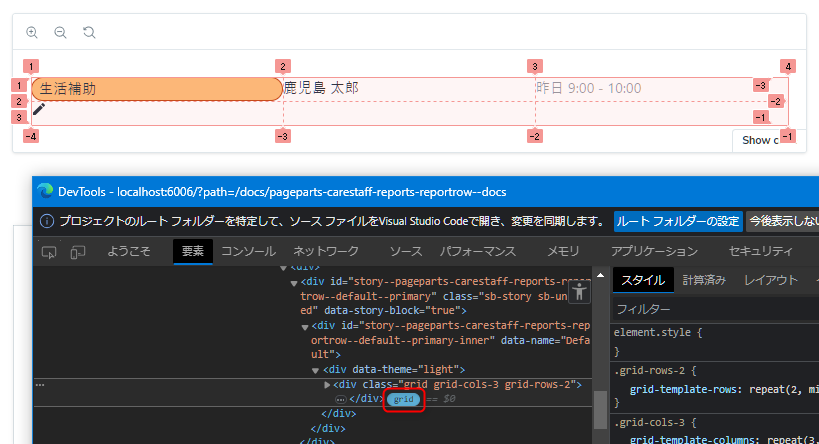 1 2 3 4
1 生活補助 鹿児島 太郎 昨日 9:00 - 10:00 -3
2 -2
3 -1
-4 -3 -2 -1
Show c
DevTools - localhost:6006/?path=/docs/pageparts-carestaff-reports-reportrow--docs
プロジェクトのルート フォルダーを特定して、ソース ファイルをVisual Studio Codeで開き、変更を同期します。 ルート フォルダーの設定 今後表示しない
ようこそ 要素 コンソール ネットワーク ソース パフォーマンス メモリ アプリケーション セキュリティ
<div>
<div id="story--pageparts-carestaff-reports-repo
rtrow--default--primary" class="sb-story sb-un
ed" data-story-block="true">
<div id="story--pageparts-carestaff-reports-rep
ortrow--default--primary-inner" data-name="Defa
ult">
<div data-theme="light">
<div class="grid grid-cols-3 grid-rows-2">
… </div> grid == $0
</div>
</div>
</div>
スタイル 計算済み レイアウト
フィルター
element.style {
}
.grid-rows-2 {
grid-template-rows: repeat(2, mi
}
.grid-cols-3 {
grid-template-columns: repeat(3,